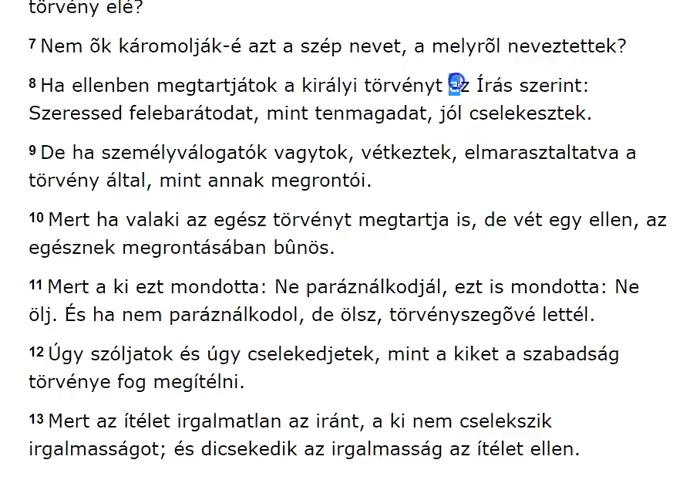 törvény elé?
7 Nem õk káromolják-é azt a szép nevet, a melyrõl neveztettek?
8 Ha ellenben megtartjátok a királyi törvényt az Írás szerint:
Szeressed felebarátodat, mint tenmagadat, jól cselekesztek.
9 De ha személyválogatók vagytok, vétkeztek, elmarasztaltatva a
törvény által, mint annak megrontói.
10 Mert ha valaki az egész törvényt megtartja is, de vét egy ellen, az
egésznek megrontásában bûnös.
11 Mert a ki ezt mondotta: Ne paráználkodjál, ezt is mondotta: Ne
ölj. És ha nem paráználkodol, de ölsz, törvényszegõvé lettél.
12 Úgy szóljatok és úgy cselekedjetek, mint a kiket a szabadság
törvénye fog megítélni.
13 Mert az ítélet irgalmatlan az iránt, a ki nem cselekszik
irgalmasságot; és dicsekedik az irgalmasság az ítélet ellen.